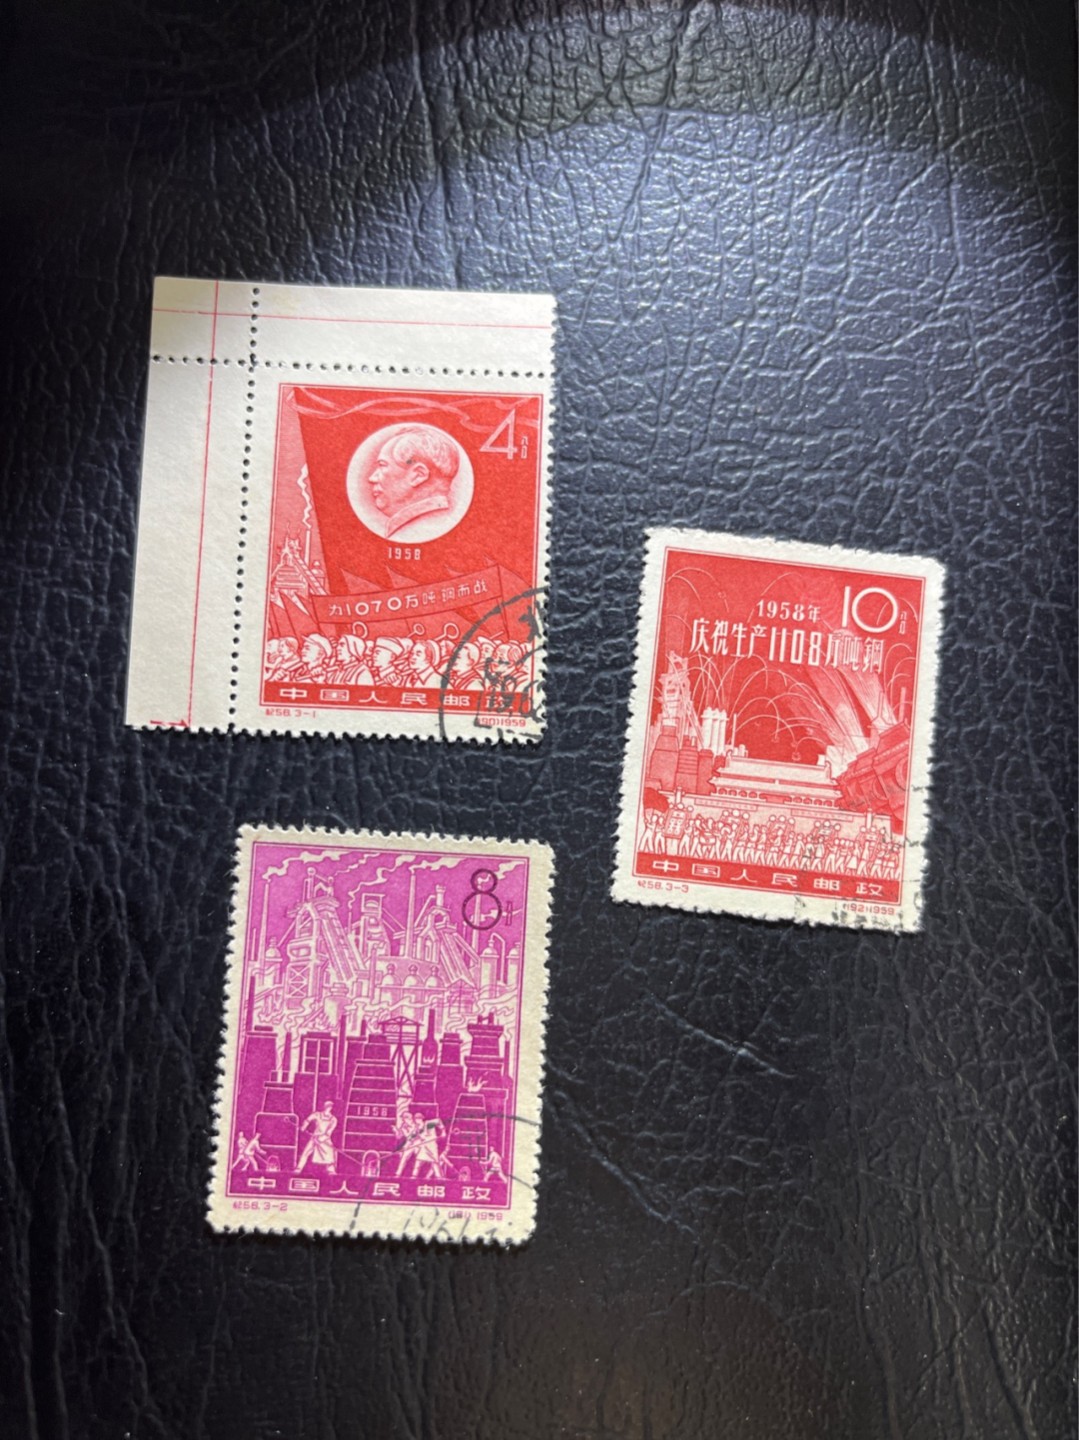 4分
1958
为1070万吨钢而战
中国人民邮政
纪58.3-1
(190)1959
1958年
10分
庆祝生产1108万吨鋼
中国人民邮政
纪58.3-3
(192)1959
8分
1958
中国人民邮政
纪58.3-2
(191)1959